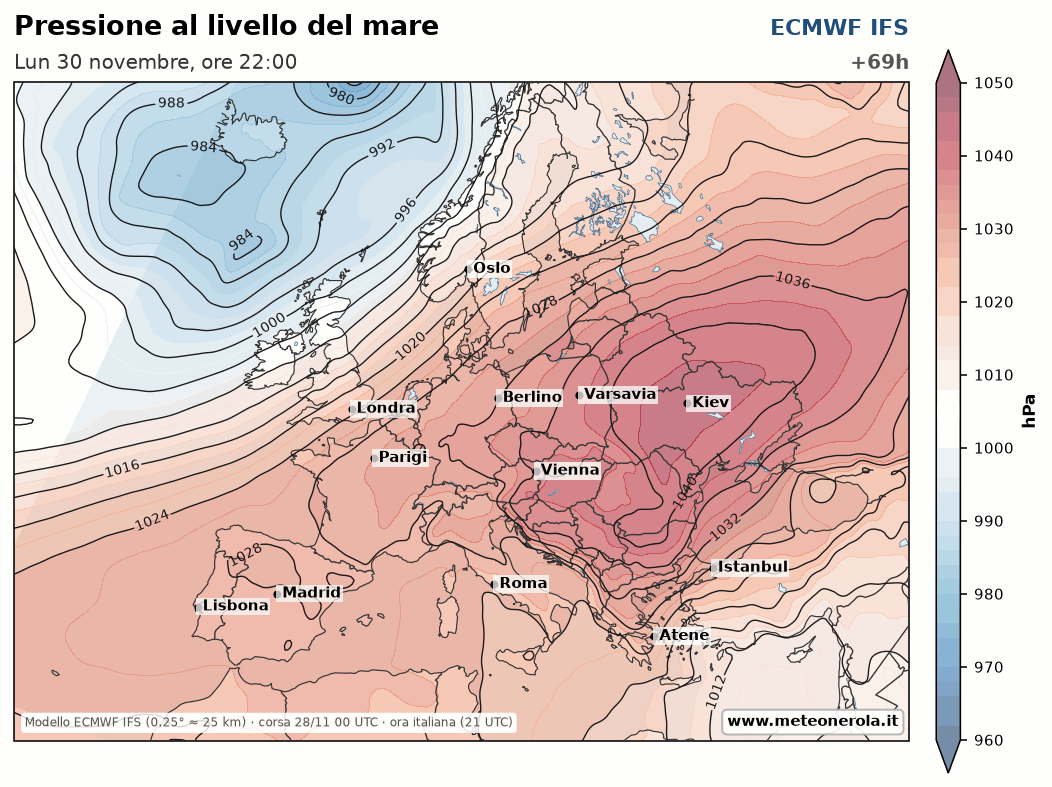 Pressione al livello del mare
ECMWF IFS
Lun 30 novembre, ore 22:00
+69h
980
988
984
992
996
984
Oslo
1036
1028
1000
1020
Berlino
Varsavia
Kiev
Londra
Parigi
Vienna
1016
1040
1024
1032
1028
Istanbul
Roma
Madrid
Lisbona
Atene
1012
Modello ECMWF IFS (0,25° ≈ 25 km) · corsa 28/11 00 UTC · ora italiana (21 UTC)
www.meteonerola.it
1050
1040
1030
1020
1010
1000
990
980
970
960
hPa